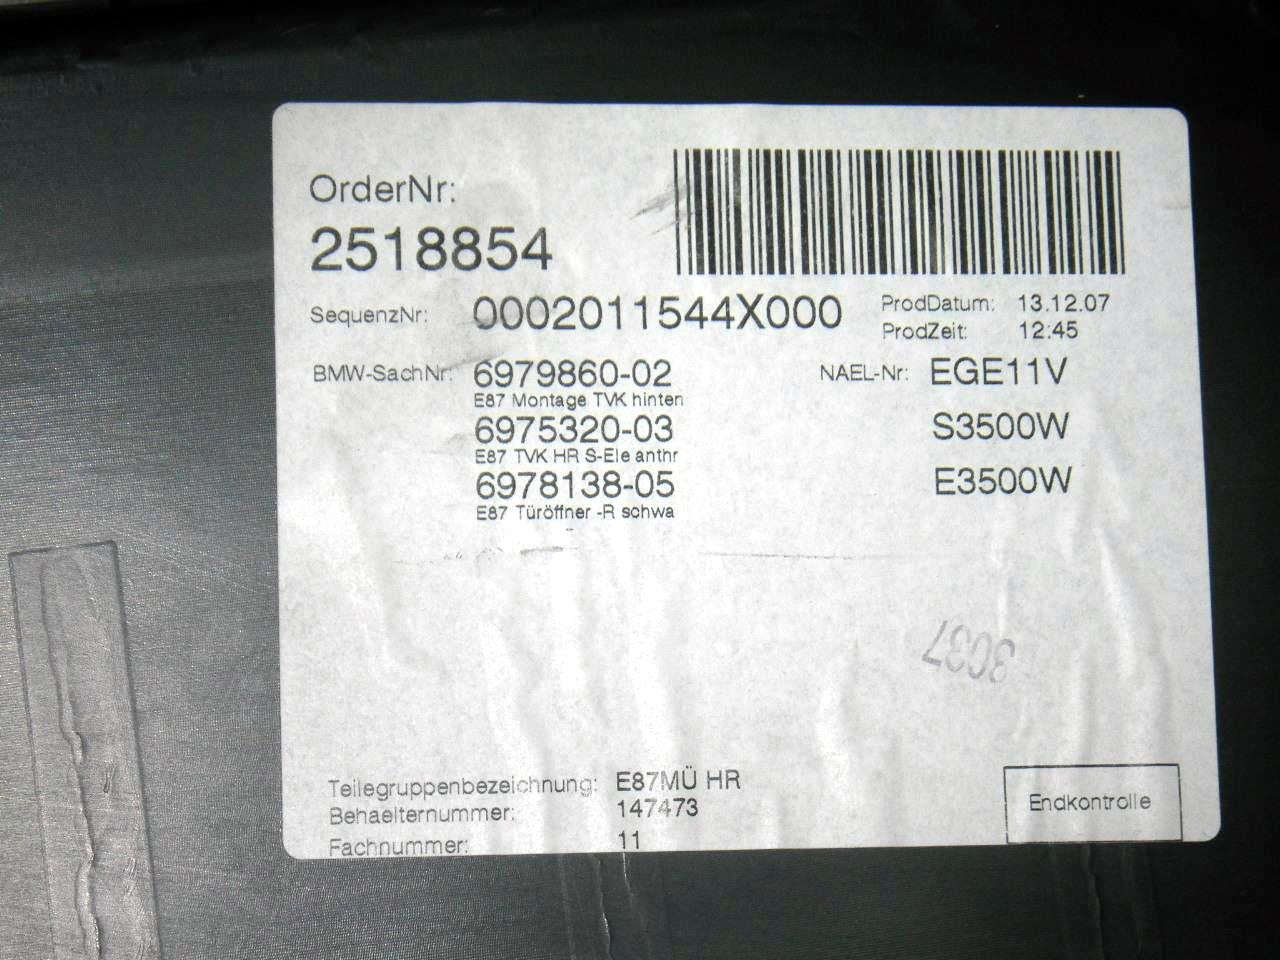 OrderNr:
2518854
SequenzNr: 0002011544X000 ProdDatum: 13.12.07
ProdZeit: 12:45
BMW-SachNr: 6979860-02 NAEL-Nr: EGE11V
E87 Montage TVK hinten
6975320-03 S3500W
E87 TVK HR S-Ele anthr
6978138-05 E3500W
E87 Türöffner -R schwa
3037
Teilegruppenbezeichnung: E87MÜ HR
Behaelternummer: 147473
Endkontrolle
Fachnummer: 11